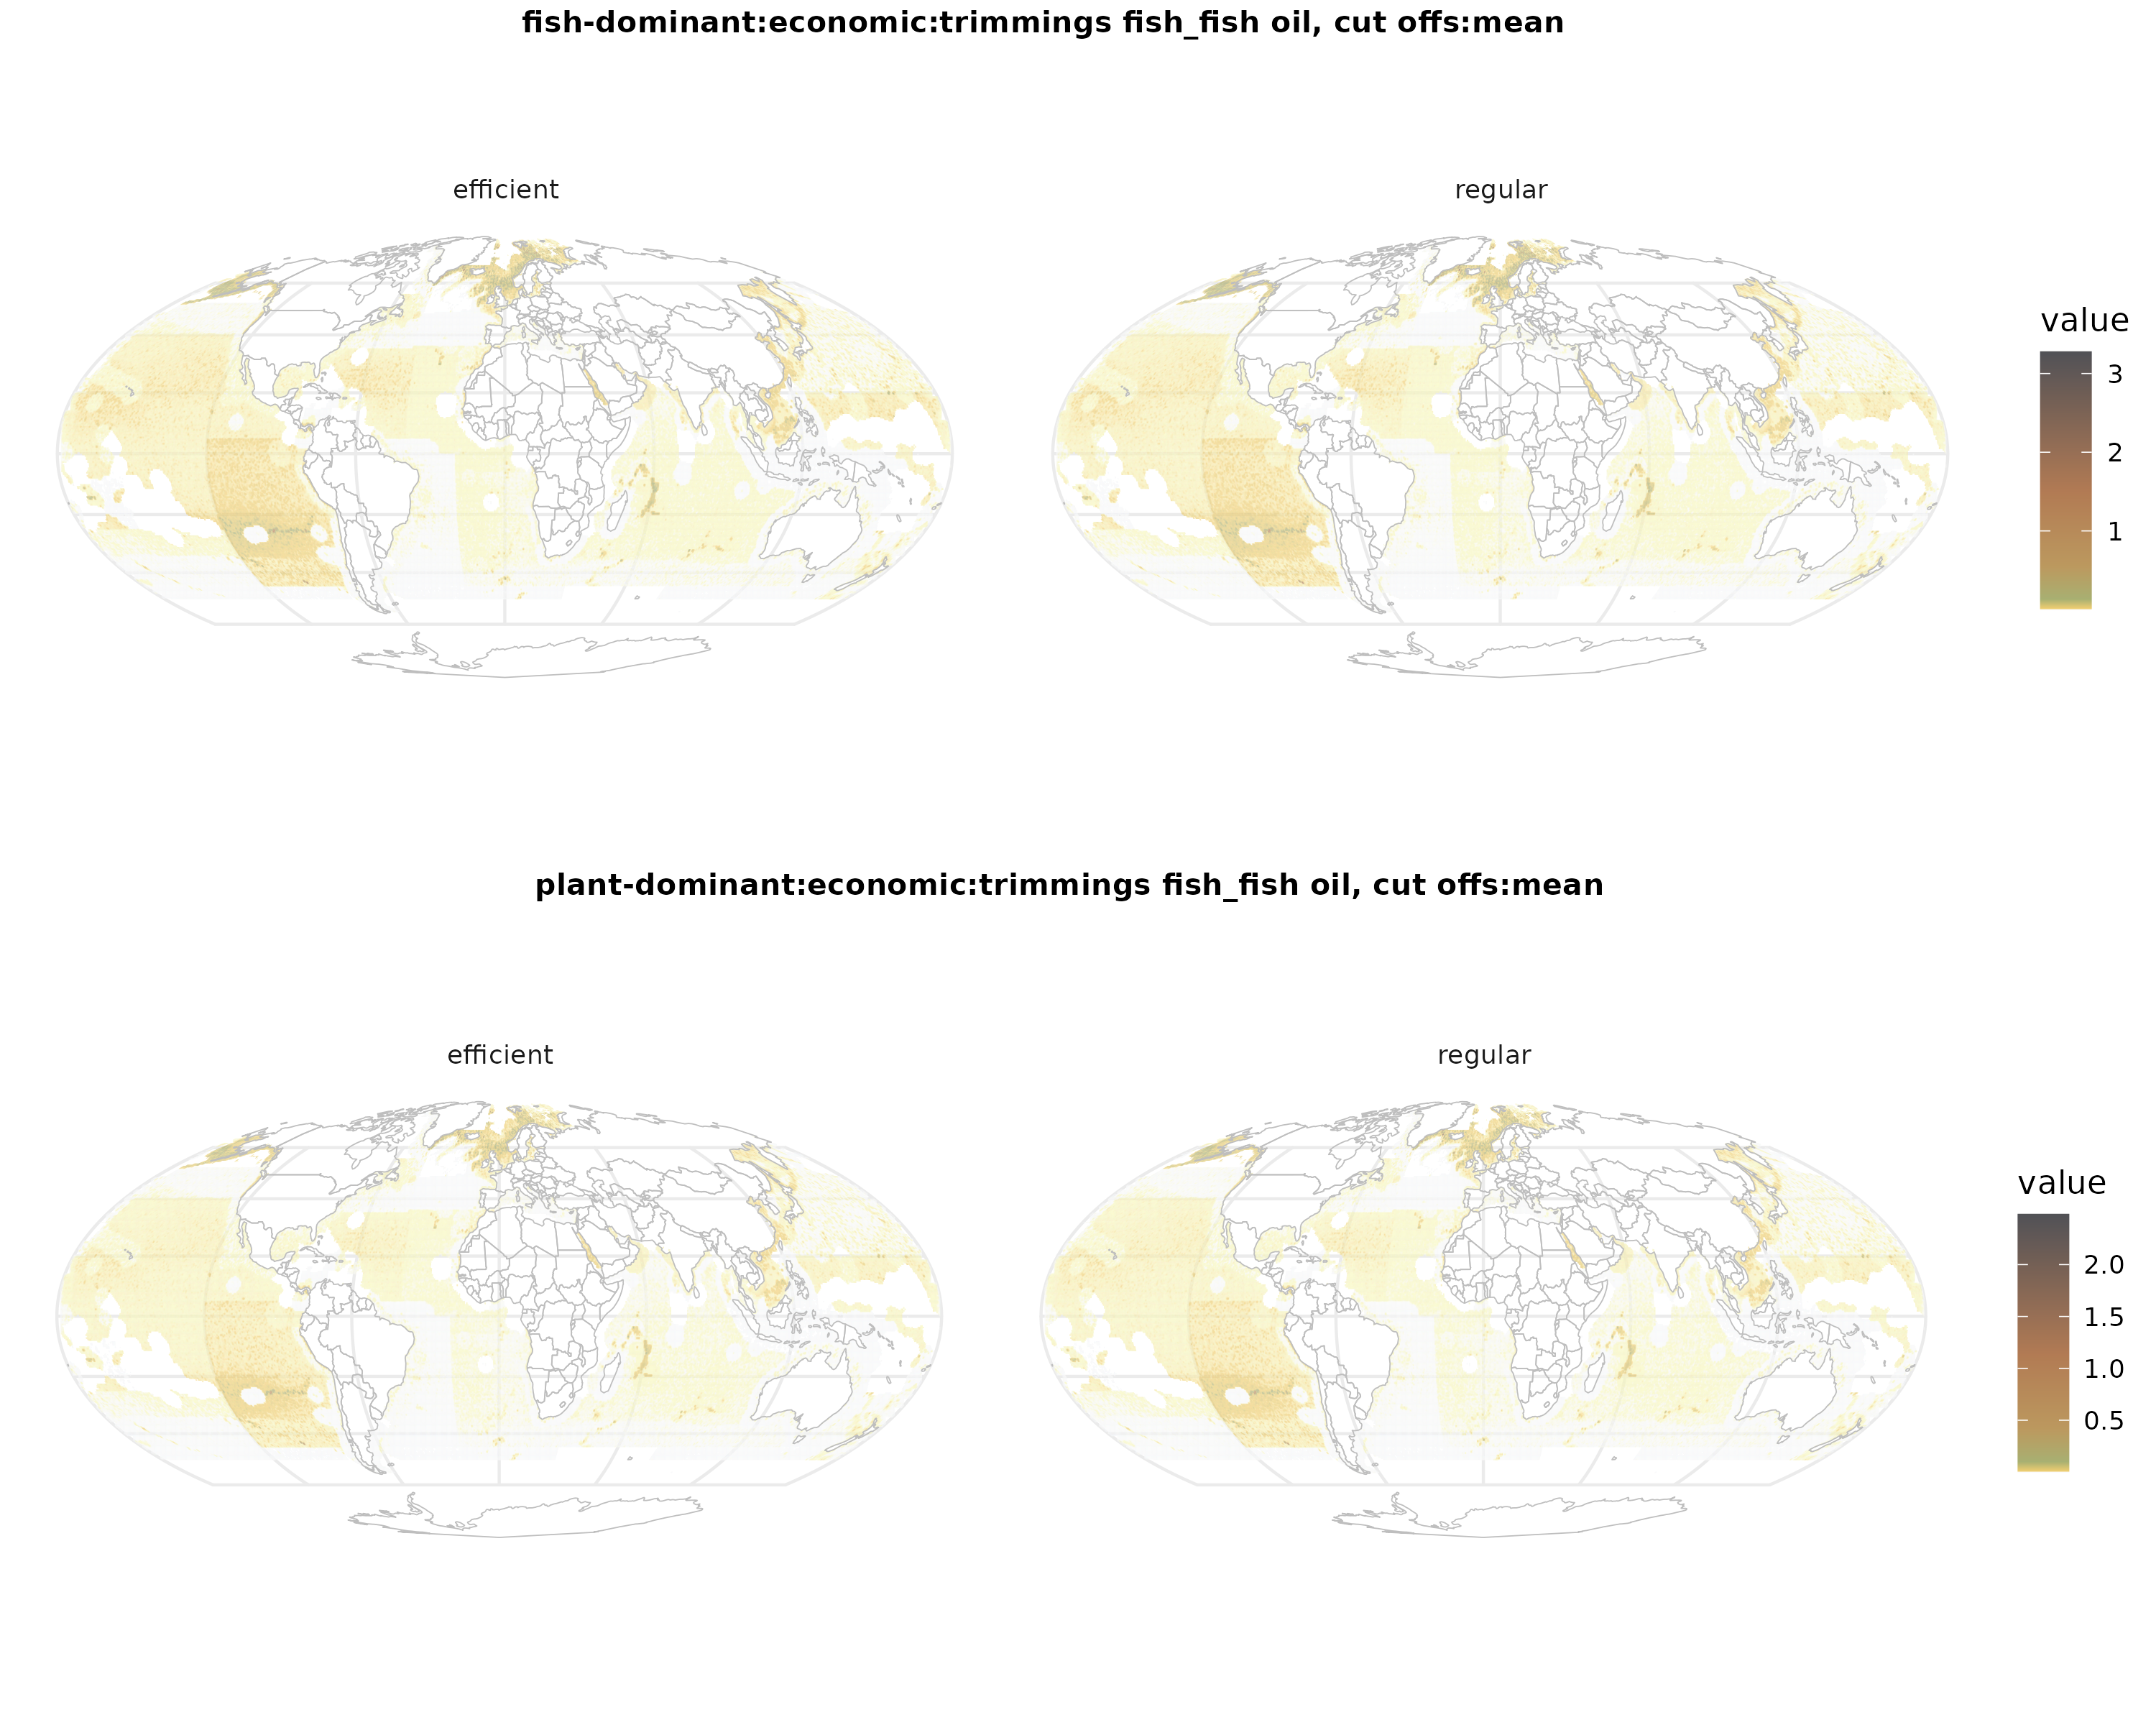 fish-dominant:economic:trimmings fish_fish oil, cut offs:mean
efficient
regular
value
3
2
1
plant-dominant:economic:trimmings fish_fish oil, cut offs:mean
efficient
regular
value
2.0
1.5
1.0
0.5